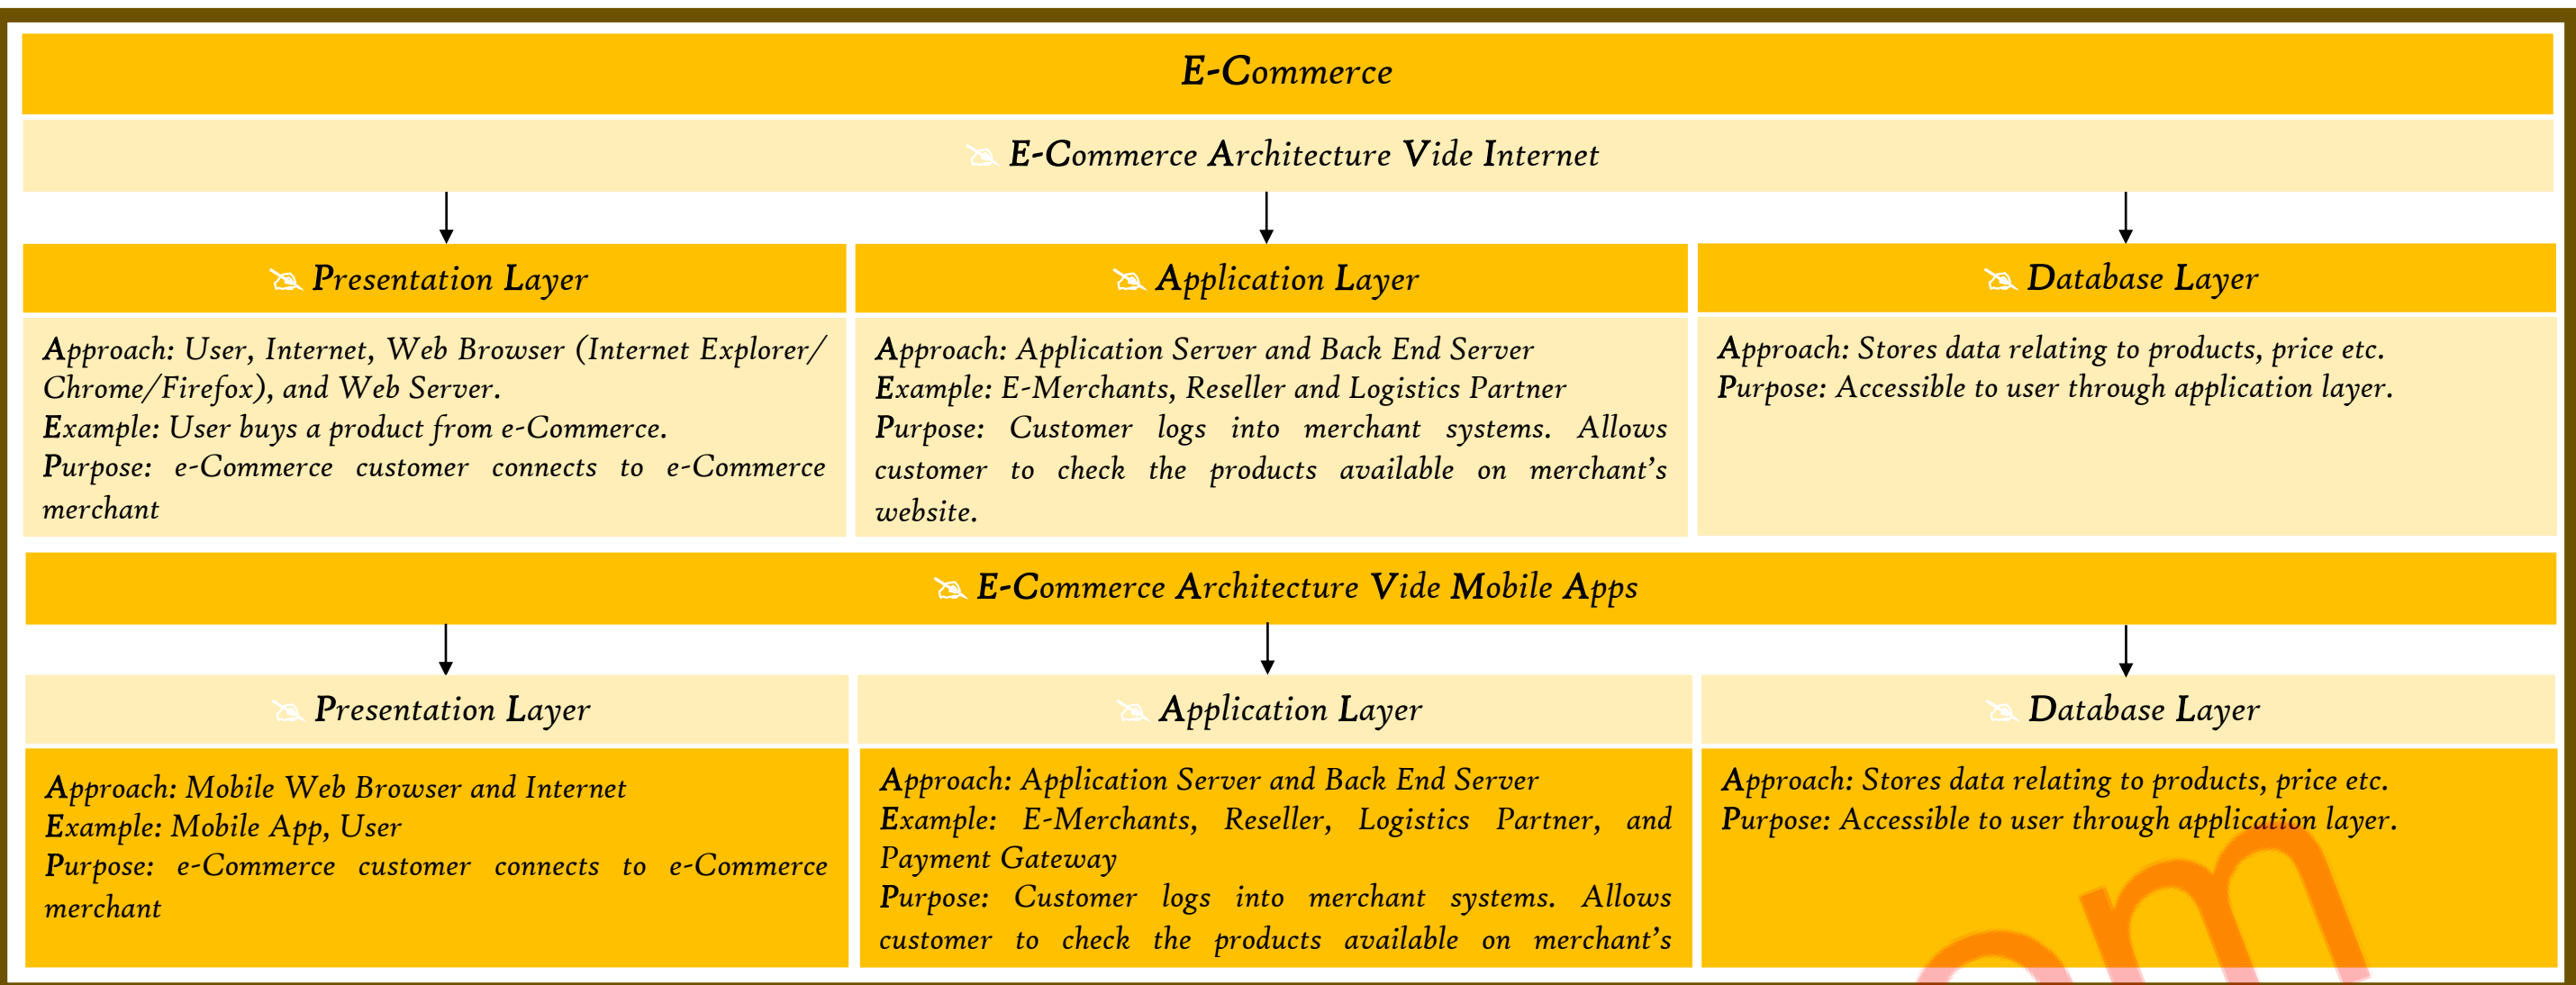 E-Commerce
E-Commerce Architecture Vide Internet
Presentation Layer
Approach: User, Internet, Web Browser (Internet Explorer/
Chrome/Firefox), and Web Server.
Example: User buys a product from e-Commerce.
Purpose: e-Commerce customer connects to e-Commerce
merchant
Application Layer
Approach: Application Server and Back End Server
Example: E-Merchants, Reseller and Logistics Partner
Purpose: Customer logs into merchant systems. Allows
customer to check the products available on merchant's
website.
Database Layer
Approach: Stores data relating to products, price etc.
Purpose: Accessible to user through application layer.
E-Commerce Architecture Vide Mobile Apps
Presentation Layer
Approach: Mobile Web Browser and Internet
Example: Mobile App, User
Purpose: e-Commerce customer connects to e-Commerce
merchant
Application Layer
Approach: Application Server and Back End Server
Example: E-Merchants, Reseller, Logistics Partner, and
Payment Gateway
Purpose: Customer logs into merchant systems. Allows
customer to check the products available on merchant's
Database Layer
Approach: Stores data relating to products, price etc.
Purpose: Accessible to user through application layer.